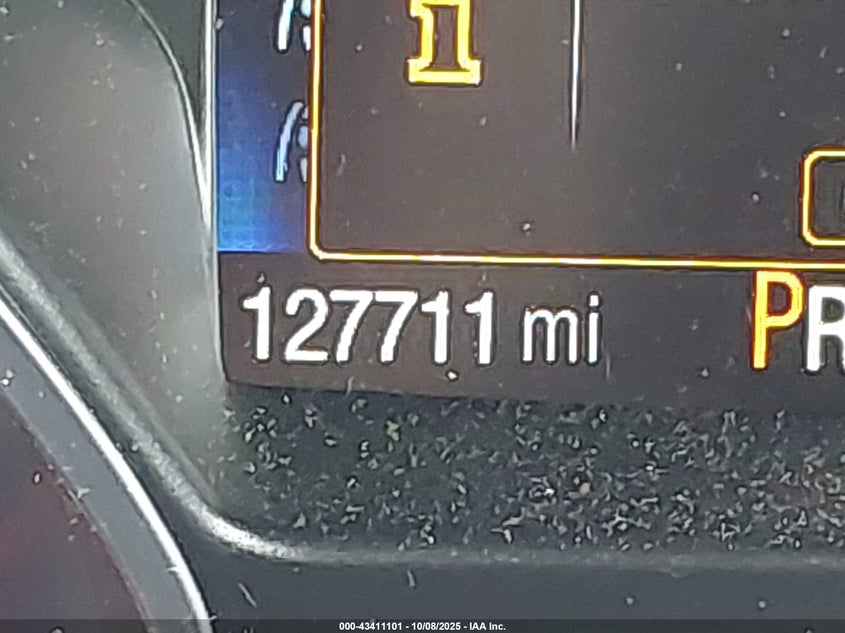 i
127711 mi
PR
000-43411101 - 10/08/2025 - IAA Inc.